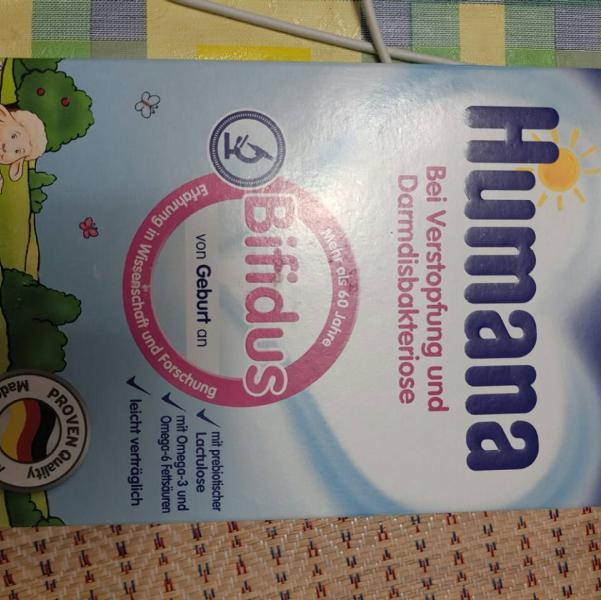 Humana
Bei Verstopfung und
Darmdisbakteriose
Mehr als 60 Jahre
Bifidus
von Geburt an
Erfahrung in Wissenschaft und Forschung
✓ mit prebiotischer
Lactulose
✓ mit Omega-3 und
Omega-6 Fettsäuren
✓ leicht verträglich
PROVEN Quality
Made